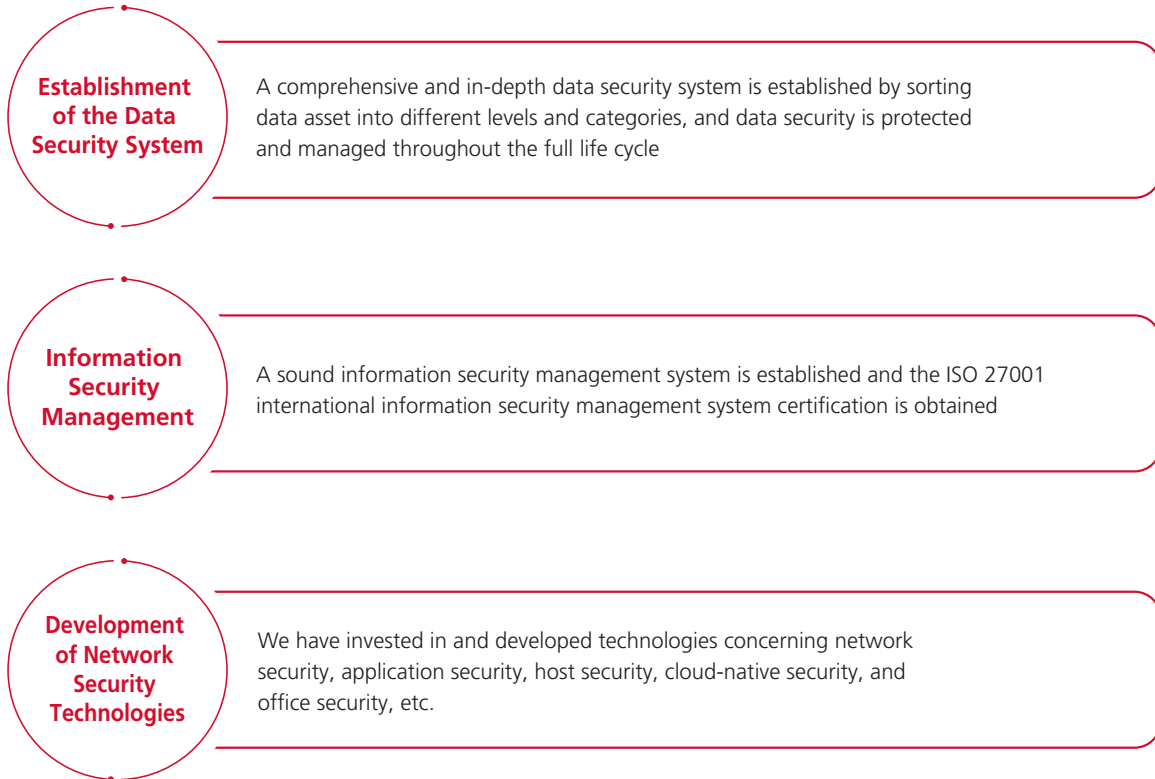 Establishment
of the Data
Security System
A comprehensive and in-depth data security system is established by sorting
data asset into different levels and categories, and data security is protected
and managed throughout the full life cycle
Information
Security
Management
A sound information security management system is established and the ISO 27001
international information security management system certification is obtained
Development
of Network
Security
Technologies
We have invested in and developed technologies concerning network
security, application security, host security, cloud-native security, and
office security, etc.